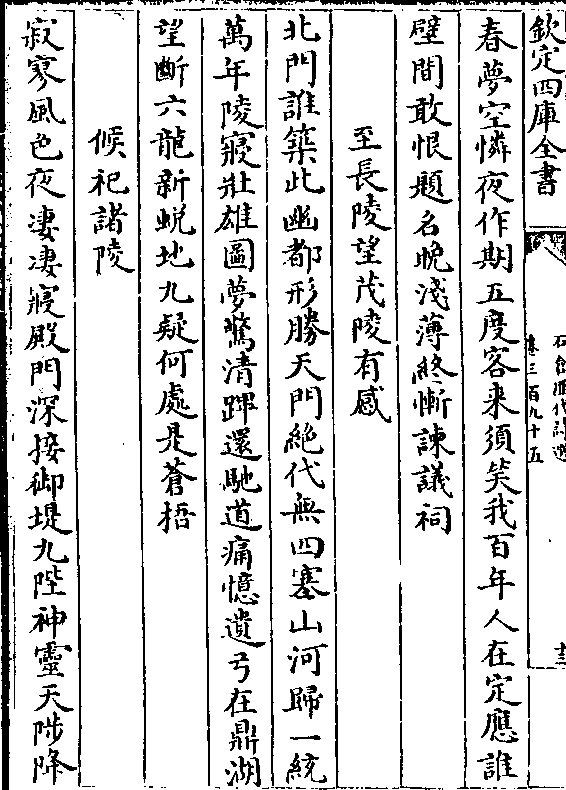 欽定四庫全書
石倉歷代詩選
卷三百九十五
十三
春夢空憐夜作期五度客来須笑我百年人在定應誰
壁間敢恨題名晚淺薄終慚諫議祠
至長陵望茂陵有感
北門誰築此幽都形勝天門絶代無四塞山河歸一統
萬年陵寢壯雄圖夢驚清蹕還馳道痛憶遺弓在鼎湖
望斷六龍新蛻地九疑何處是蒼梧
候祀諸陵
寂寥風色夜淒淒寢殿門深接御堤九陛神靈天陟降